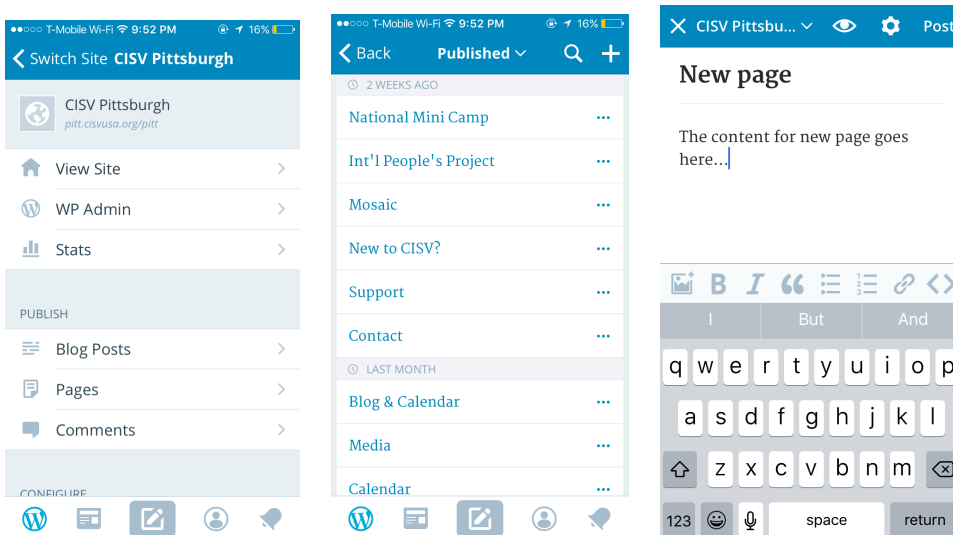 T-Mobile Wi-Fi 9:52 PM 16%
Switch Site CISV Pittsburgh
CISV Pittsburgh
pitt.cisvusa.org/pitt
View Site
WP Admin
Stats
PUBLISH
Blog Posts
Pages
Comments
CONFIGURE
T-Mobile Wi-Fi 9:52 PM 16%
Back Published
2 WEEKS AGO
National Mini Camp
Int'l People's Project
Mosaic
New to CISV?
Support
Contact
LAST MONTH
Blog & Calendar
Media
Calendar
CISV Pittsbu... Post
New page
The content for new page goes
here...
B I
I But And
q w e r t y u i o p
a s d f g h j k l
z x c v b n m
123 space return